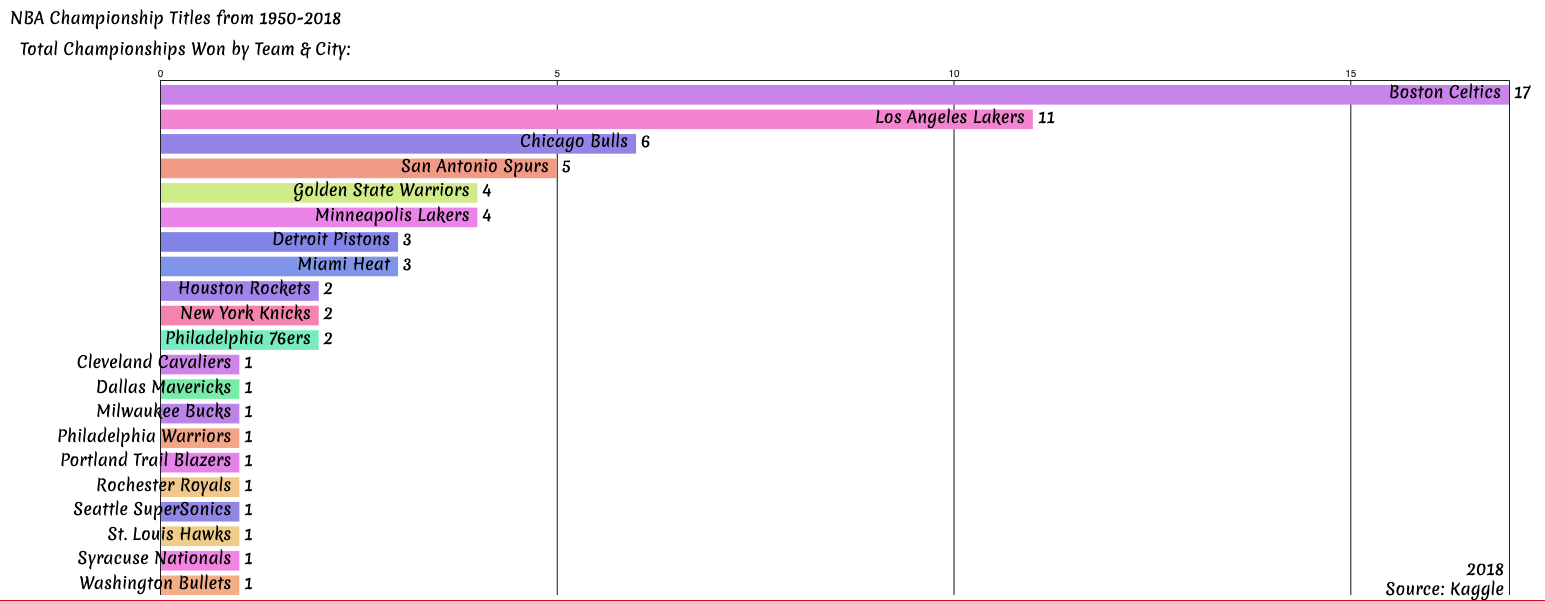 NBA Championship Titles from 1950-2018
Total Championships Won by Team & City:
0 5 10 15
Boston Celtics 17
Los Angeles Lakers 11
Chicago Bulls 6
San Antonio Spurs 5
Golden State Warriors 4
Minneapolis Lakers 4
Detroit Pistons 3
Miami Heat 3
Houston Rockets 2
New York Knicks 2
Philadelphia 76ers 2
Cleveland Cavaliers 1
Dallas Mavericks 1
Milwaukee Bucks 1
Philadelphia Warriors 1
Portland Trail Blazers 1
Rochester Royals 1
Seattle SuperSonics 1
St. Louis Hawks 1
Syracuse Nationals 1
Washington Bullets 1
2018
Source: Kaggle